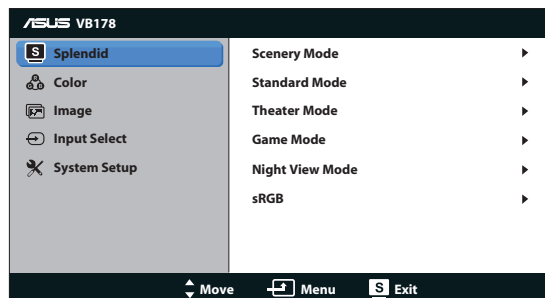 ASUS VB178
S Splendid
Color
Image
Input Select
System Setup
Scenery Mode
Standard Mode
Theater Mode
Game Mode
Night View Mode
sRGB
Move Menu S Exit